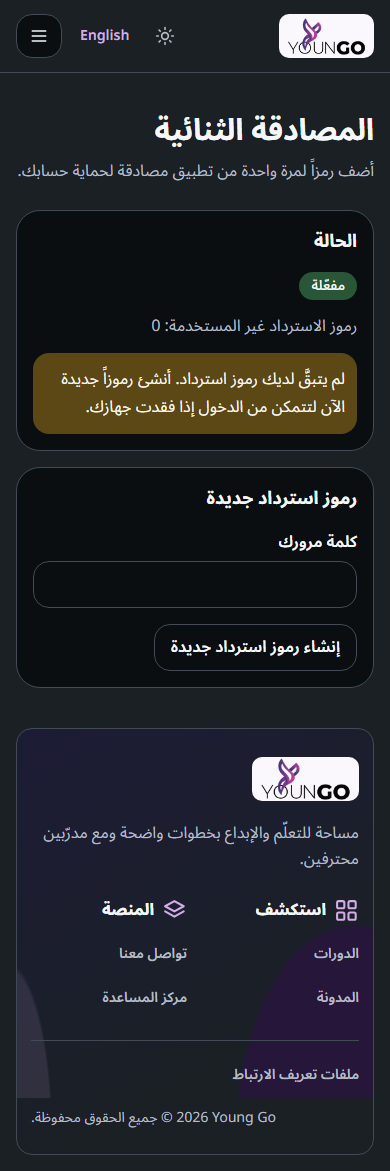 YOUNGO
English
المصادقة الثنائية
أضف رمزاً لمرة واحدة من تطبيق مصادقة لحماية حسابك.
الحالة
مفعّلة
رموز الاسترداد غير المستخدمة: 0
لم يتبقَّ لديك رموز استرداد. أنشئ رموزاً جديدة
الآن لتتمكن من الدخول إذا فقدت جهازك.
رموز استرداد جديدة
كلمة مرورك
إنشاء رموز استرداد جديدة
YOUNGO
مساحة للتعلّم والإبداع بخطوات واضحة ومع مدرّبين
محترفين.
استكشف
الدورات
المدونة
المنصة
تواصل معنا
مركز المساعدة
ملفات تعريف الارتباط
© 2026 Young Go جميع الحقوق محفوظة.